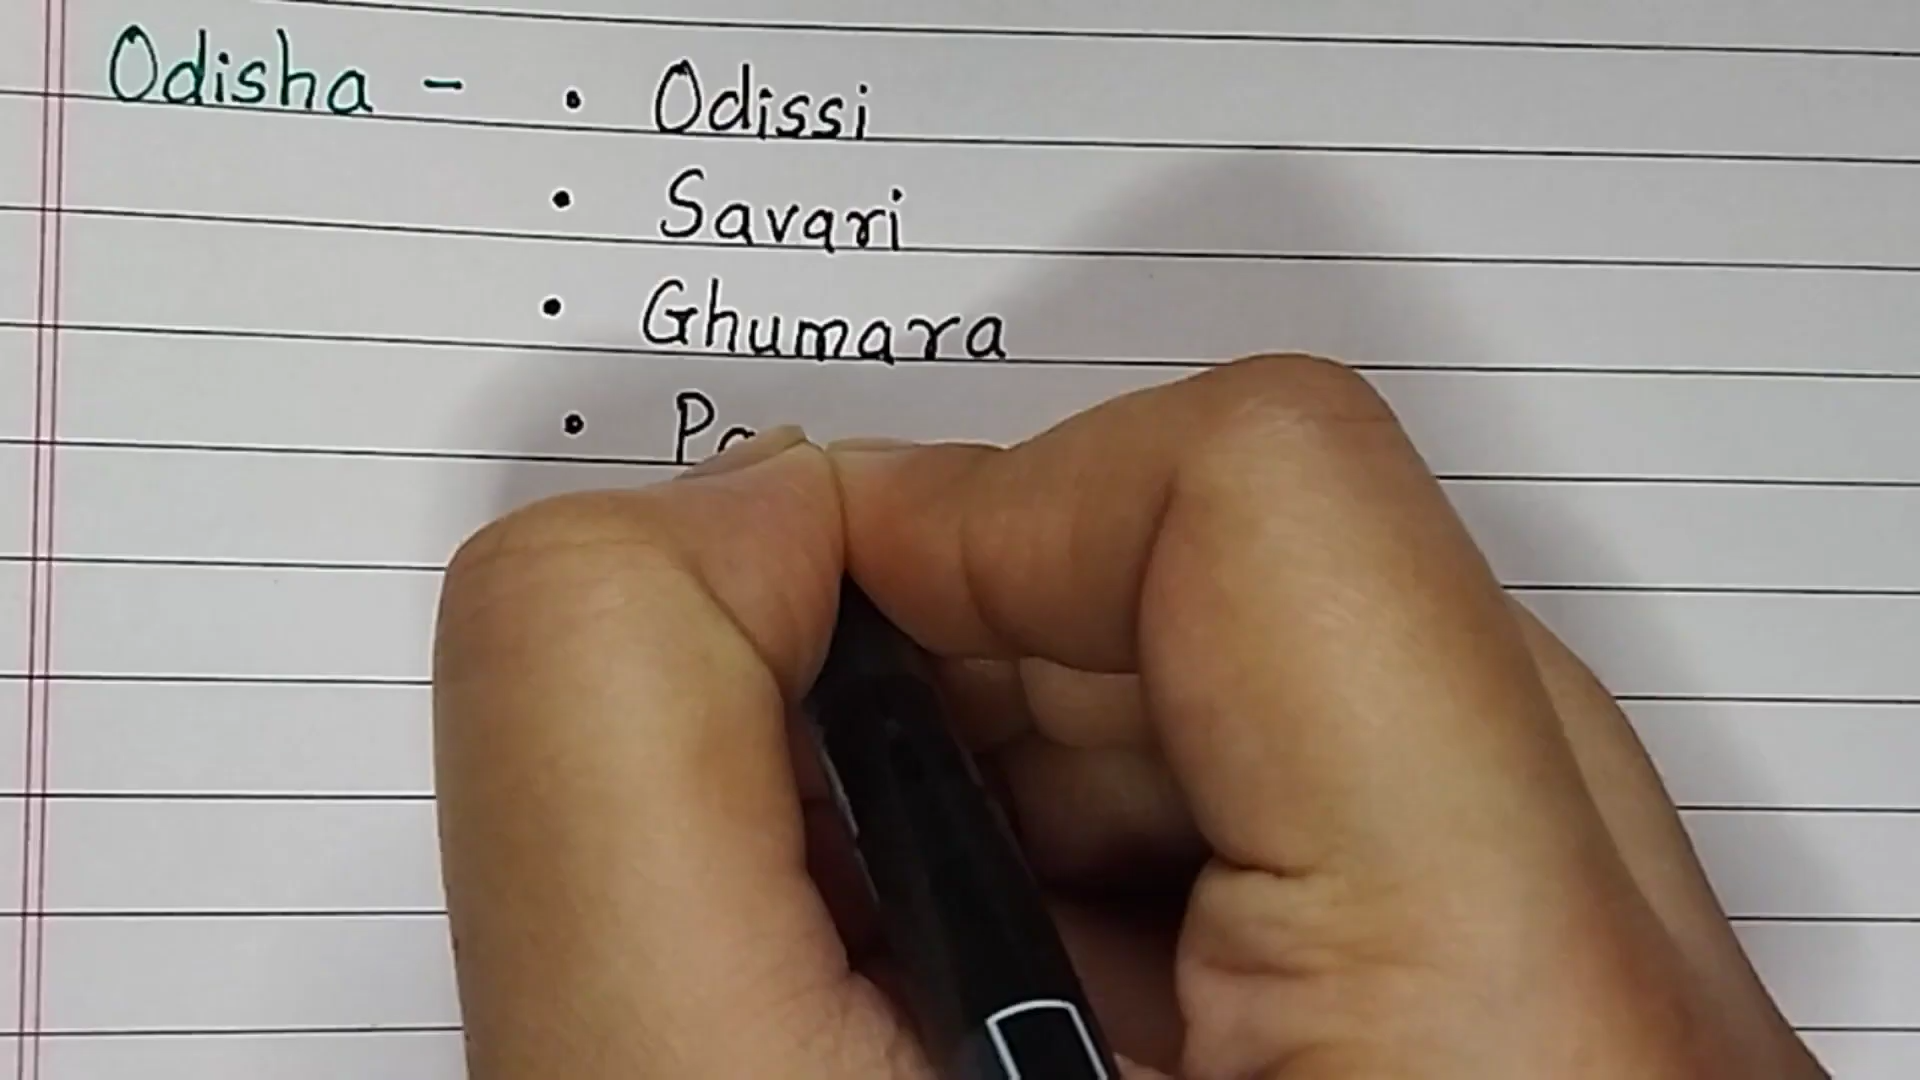 Odisha - • Odissi
• Savari
• Ghumara
•